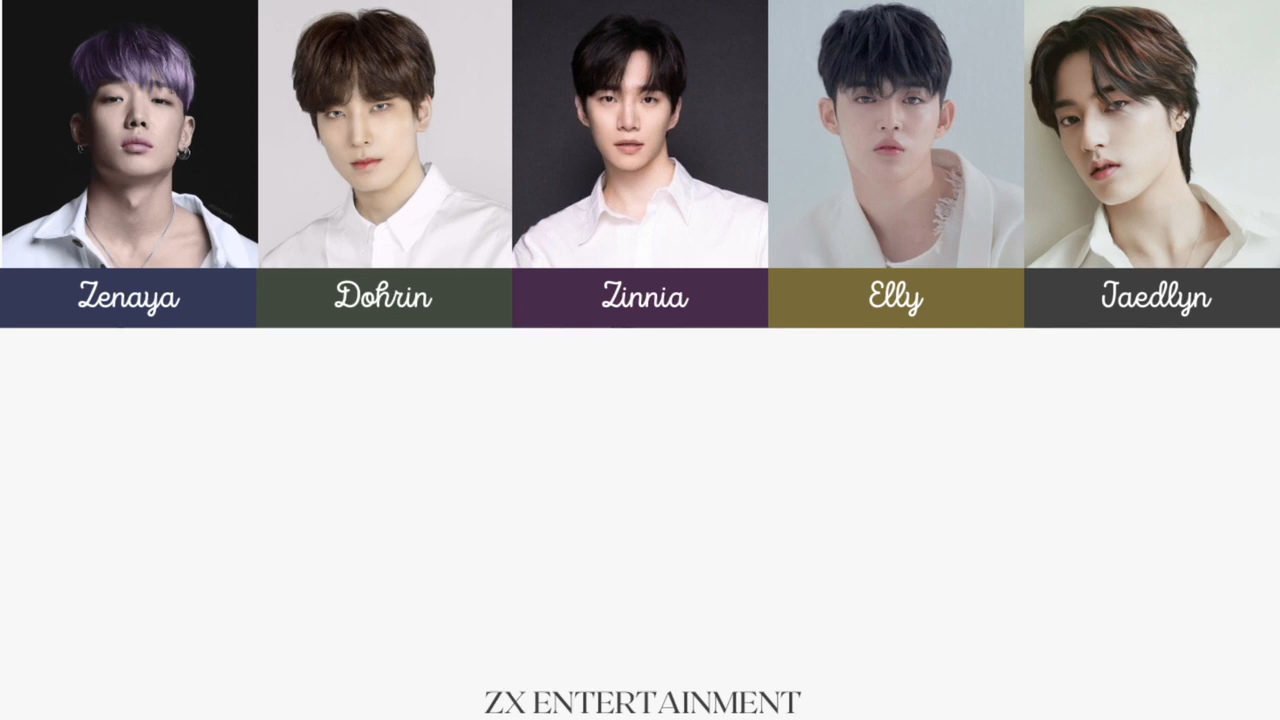 Zenaya
Dohrin
Zinnia
Elly
Jaedlyn
ZX ENTERTAINMENT